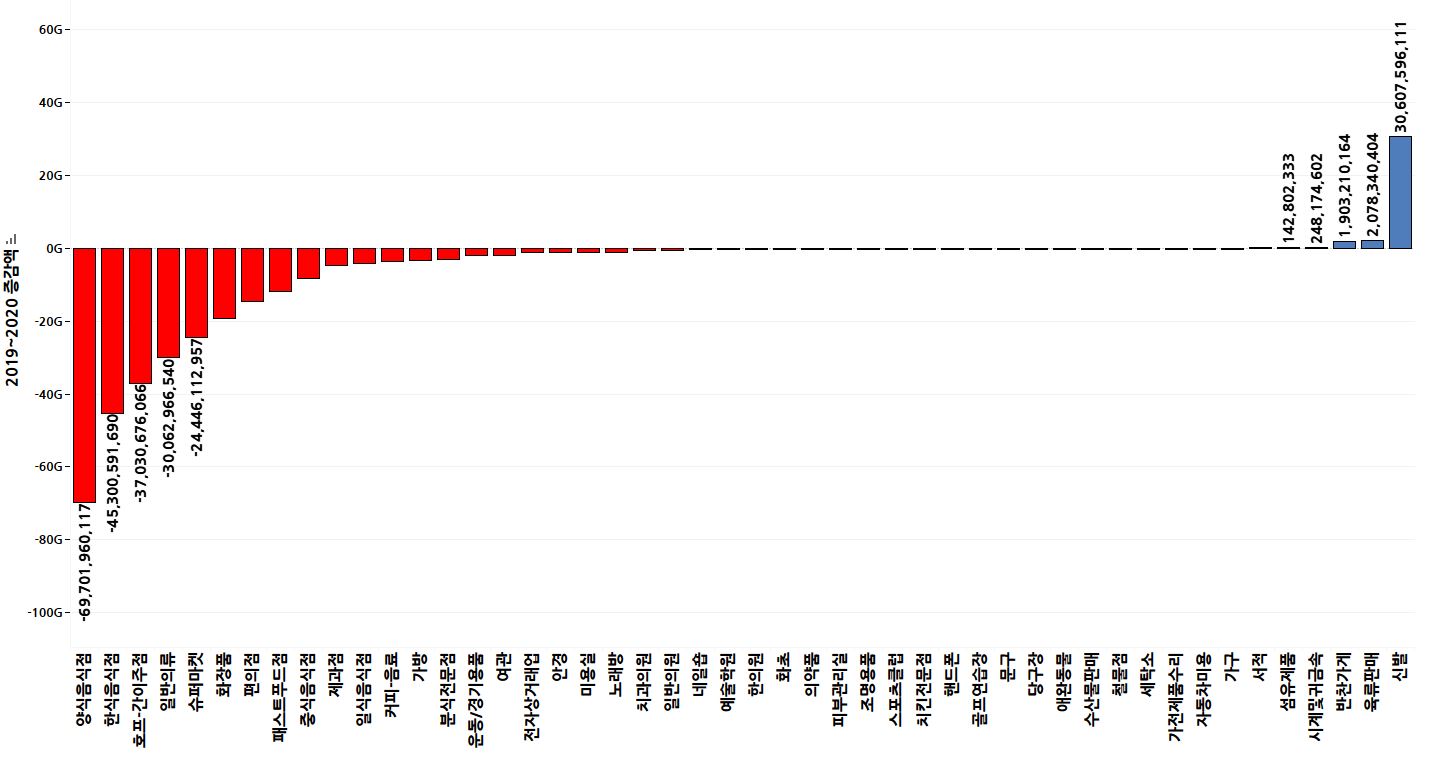 2019~2020 증감액
60G
40G
20G
0G
-20G
-40G
-60G
-80G
-100G
-69,701,960,117
-45,300,591,690
-37,030,676,066
-30,062,966,540
-24,446,112,957
142,802,333
248,174,602
1,903,210,164
2,078,340,404
30,607,596,111
양식음식점
한식음식점
호프-간이주점
일반의류
슈퍼마켓
화장품
편의점
패스트푸드점
중식음식점
제과점
일식음식점
커피-음료
가방
분식전문점
운동/경기용품
여관
전자상거래업
안경
미용실
노래방
치과의원
일반의원
네일숍
예술학원
한의원
화초
의약품
피부관리실
조명용품
스포츠클럽
치킨전문점
핸드폰
골프연습장
문구
당구장
애완동물
수산물판매
철물점
세탁소
가전제품수리
자동차미용
가구
서적
섬유제품
시계및귀금속
반찬가게
육류판매
신발